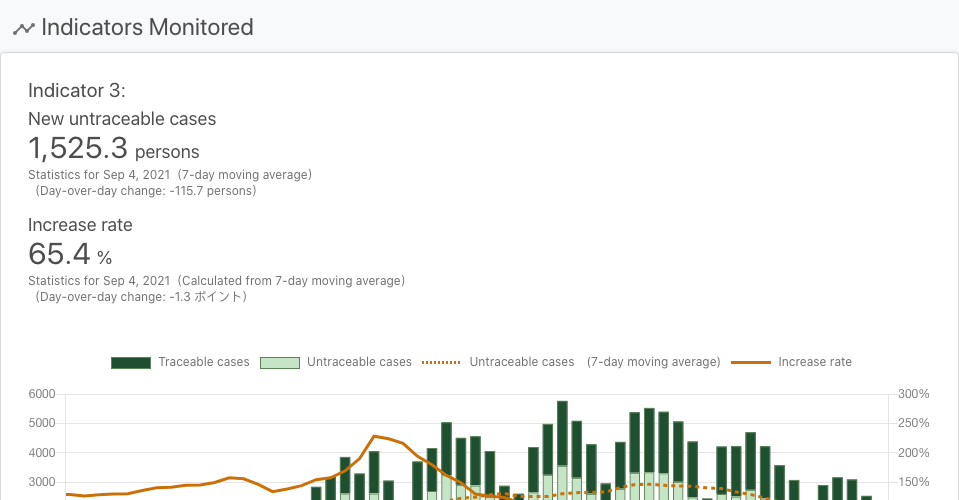 Indicators Monitored
Indicator 3:
New untraceable cases
1,525.3 persons
Statistics for Sep 4, 2021（7-day moving average）
（Day-over-day change: -115.7 persons）
Increase rate
65.4 %
Statistics for Sep 4, 2021（Calculated from 7-day moving average）
（Day-over-day change: -1.3 ポイント）
Traceable cases Untraceable cases Untraceable cases （7-day moving average） Increase rate
6000 300%
5000 250%
4000 200%
3000 150%